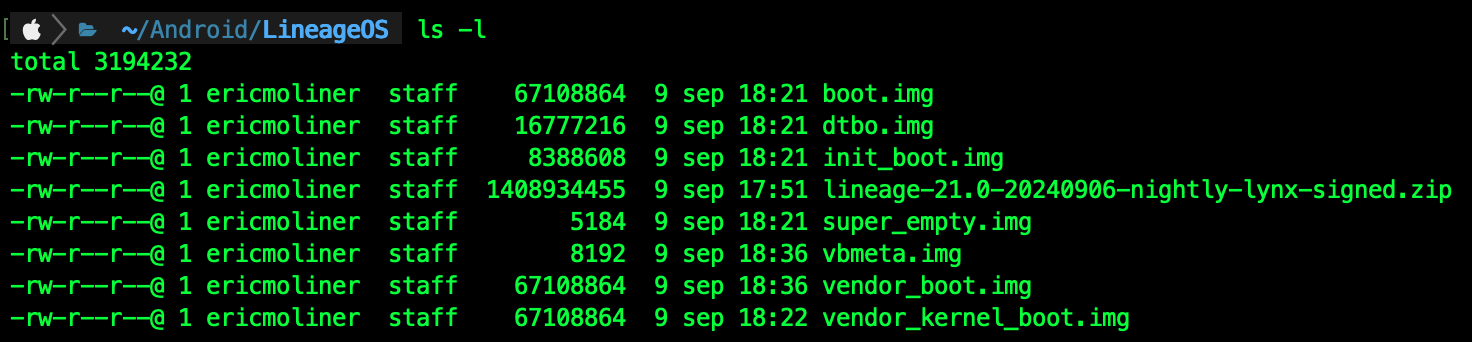 ~/Android/LineageOS ls -l
total 3194232
-rw-r--r--@ 1 ericmoliner staff 67108864 9 sep 18:21 boot.img
-rw-r--r--@ 1 ericmoliner staff 16777216 9 sep 18:21 dtbo.img
-rw-r--r--@ 1 ericmoliner staff 8388608 9 sep 18:21 init_boot.img
-rw-r--r--@ 1 ericmoliner staff 1408934455 9 sep 17:51 lineage-21.0-20240906-nightly-lynx-signed.zip
-rw-r--r--@ 1 ericmoliner staff 5184 9 sep 18:21 super_empty.img
-rw-r--r--@ 1 ericmoliner staff 8192 9 sep 18:36 vbmeta.img
-rw-r--r--@ 1 ericmoliner staff 67108864 9 sep 18:36 vendor_boot.img
-rw-r--r--@ 1 ericmoliner staff 67108864 9 sep 18:22 vendor_kernel_boot.img